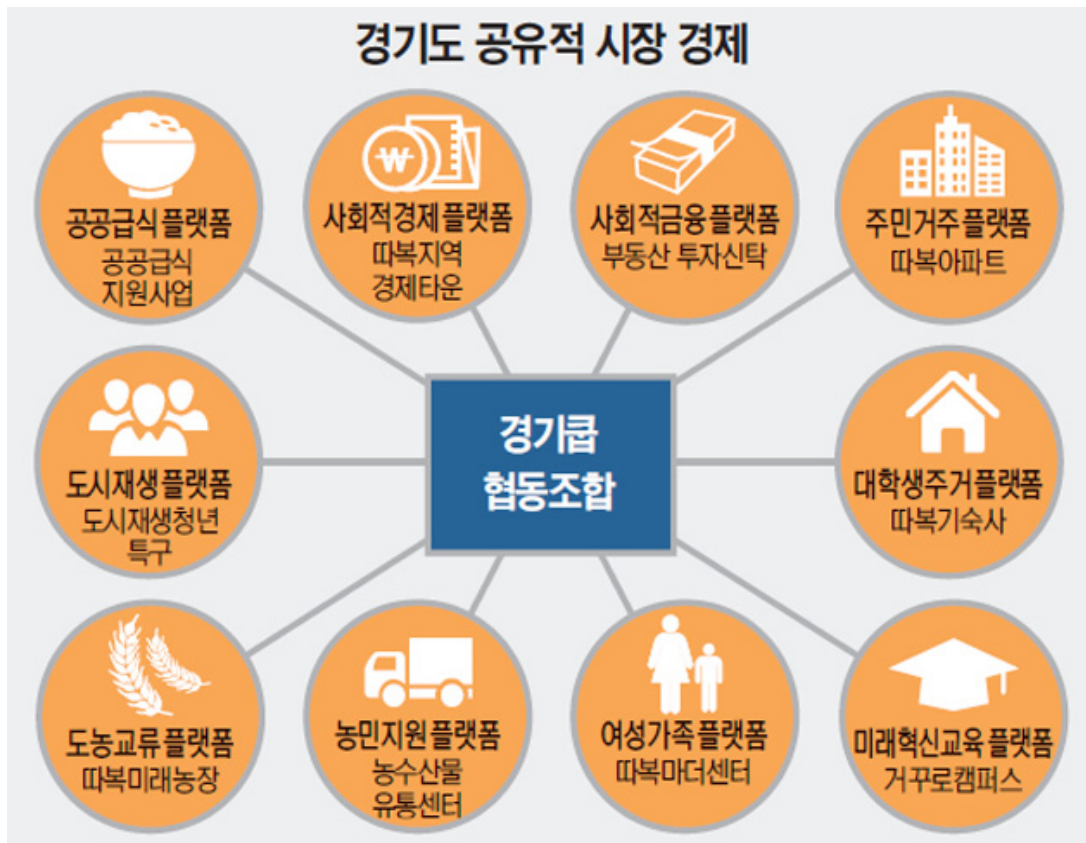 경기도 공유적 시장 경제
공공급식 플랫폼
공공급식
지원사업
사회적경제 플랫폼
따복지역
경제타운
사회적금융 플랫폼
부동산 투자신탁
주민거주 플랫폼
따복아파트
도시재생 플랫폼
도시재생청년
특구
경기쿱
협동조합
대학생주거 플랫폼
따복기숙사
도농교류 플랫폼
따복미래농장
농민지원 플랫폼
농수산물
유통센터
여성가족 플랫폼
따복마더센터
미래혁신교육 플랫폼
거꾸로캠퍼스